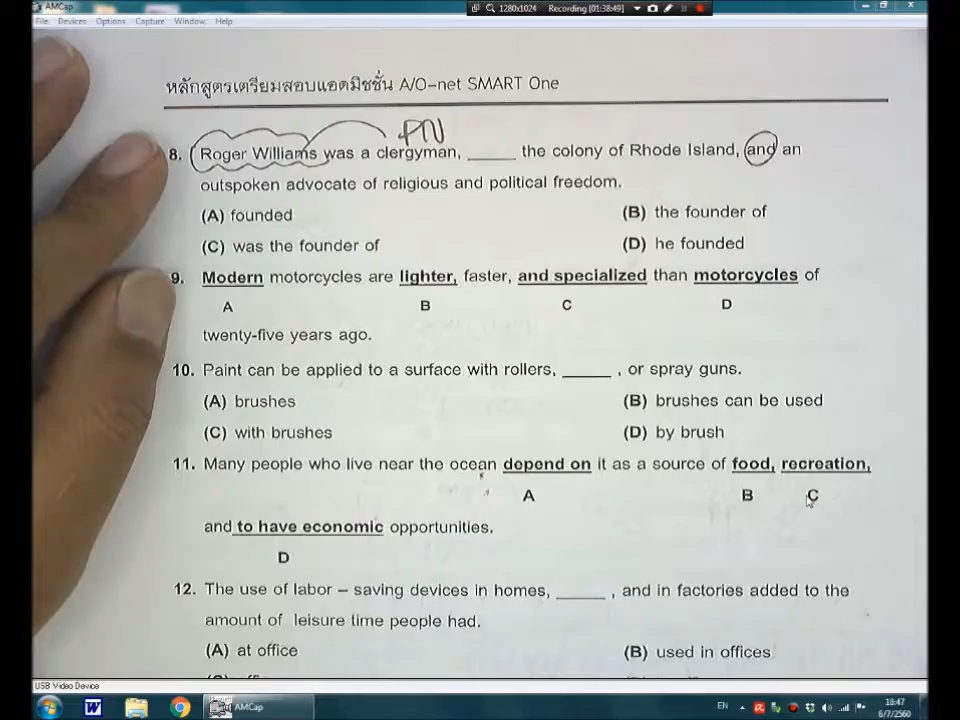 AMCap
1280x1024 Recording [01:38:49]
File Devices Options Capture Window Help
หลักสูตรเตรียมสอบแอดมิชชั่น A/O-net SMART One
PN
8. Roger Williams was a clergyman, _____ the colony of Rhode Island, and an
outspoken advocate of religious and political freedom.
(A) founded (B) the founder of
(C) was the founder of (D) he founded
9. Modern motorcycles are lighter, faster, and specialized than motorcycles of
A B C D
twenty-five years ago.
10. Paint can be applied to a surface with rollers, _____ , or spray guns.
(A) brushes (B) brushes can be used
(C) with brushes (D) by brush
11. Many people who live near the ocean depend on it as a source of food, recreation,
A B C
and to have economic opportunities.
D
12. The use of labor – saving devices in homes, _____ , and in factories added to the
amount of leisure time people had.
(A) at office (B) used in offices
USB Video Device
AMCap EN 18:47
6/7/2560